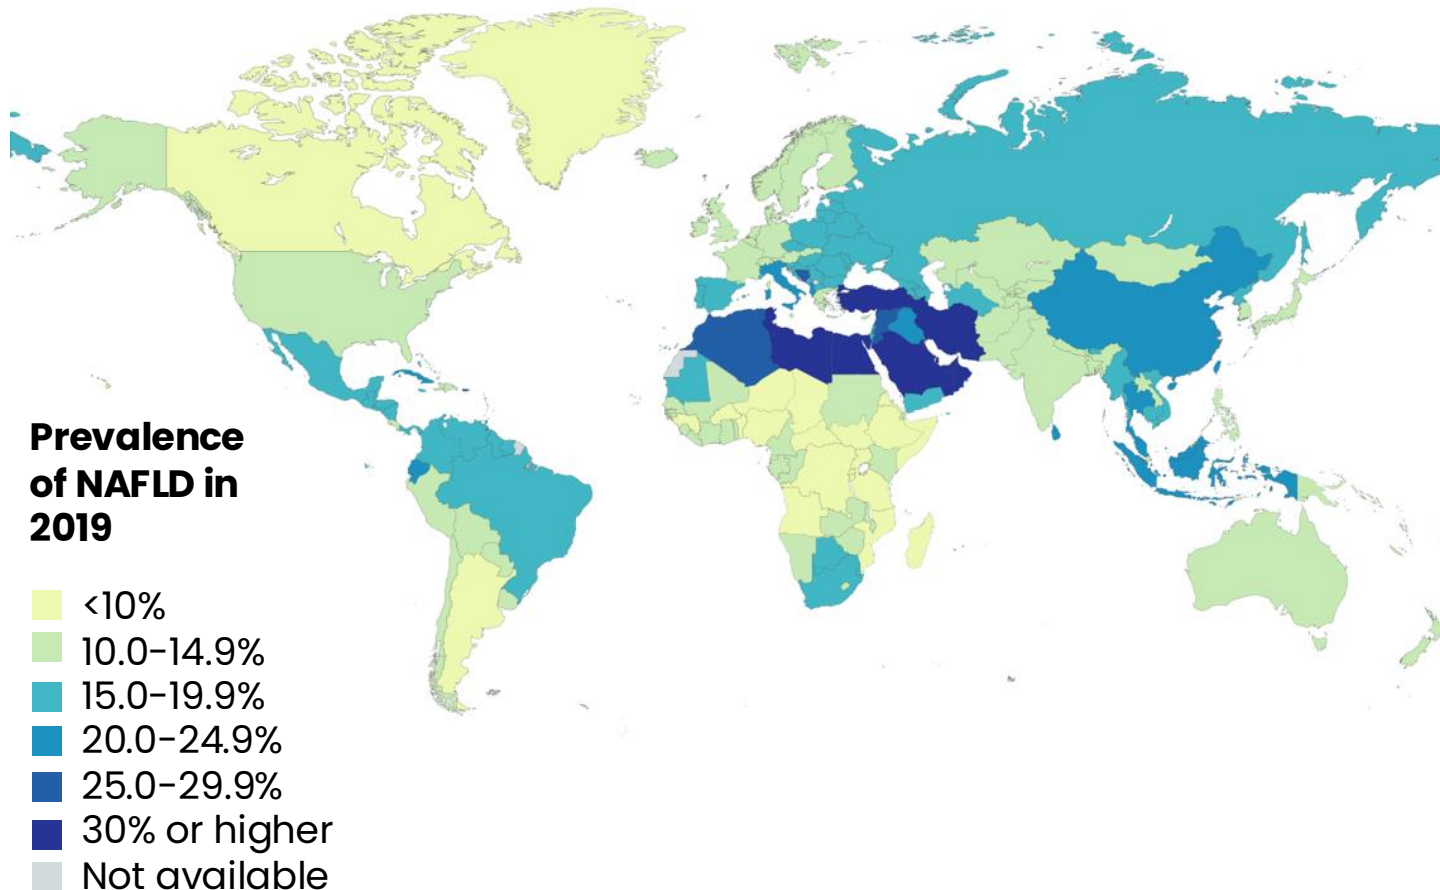 Prevalence
of NAFLD in
2019
<10%
10.0–14.9%
15.0–19.9%
20.0–24.9%
25.0–29.9%
30% or higher
Not available